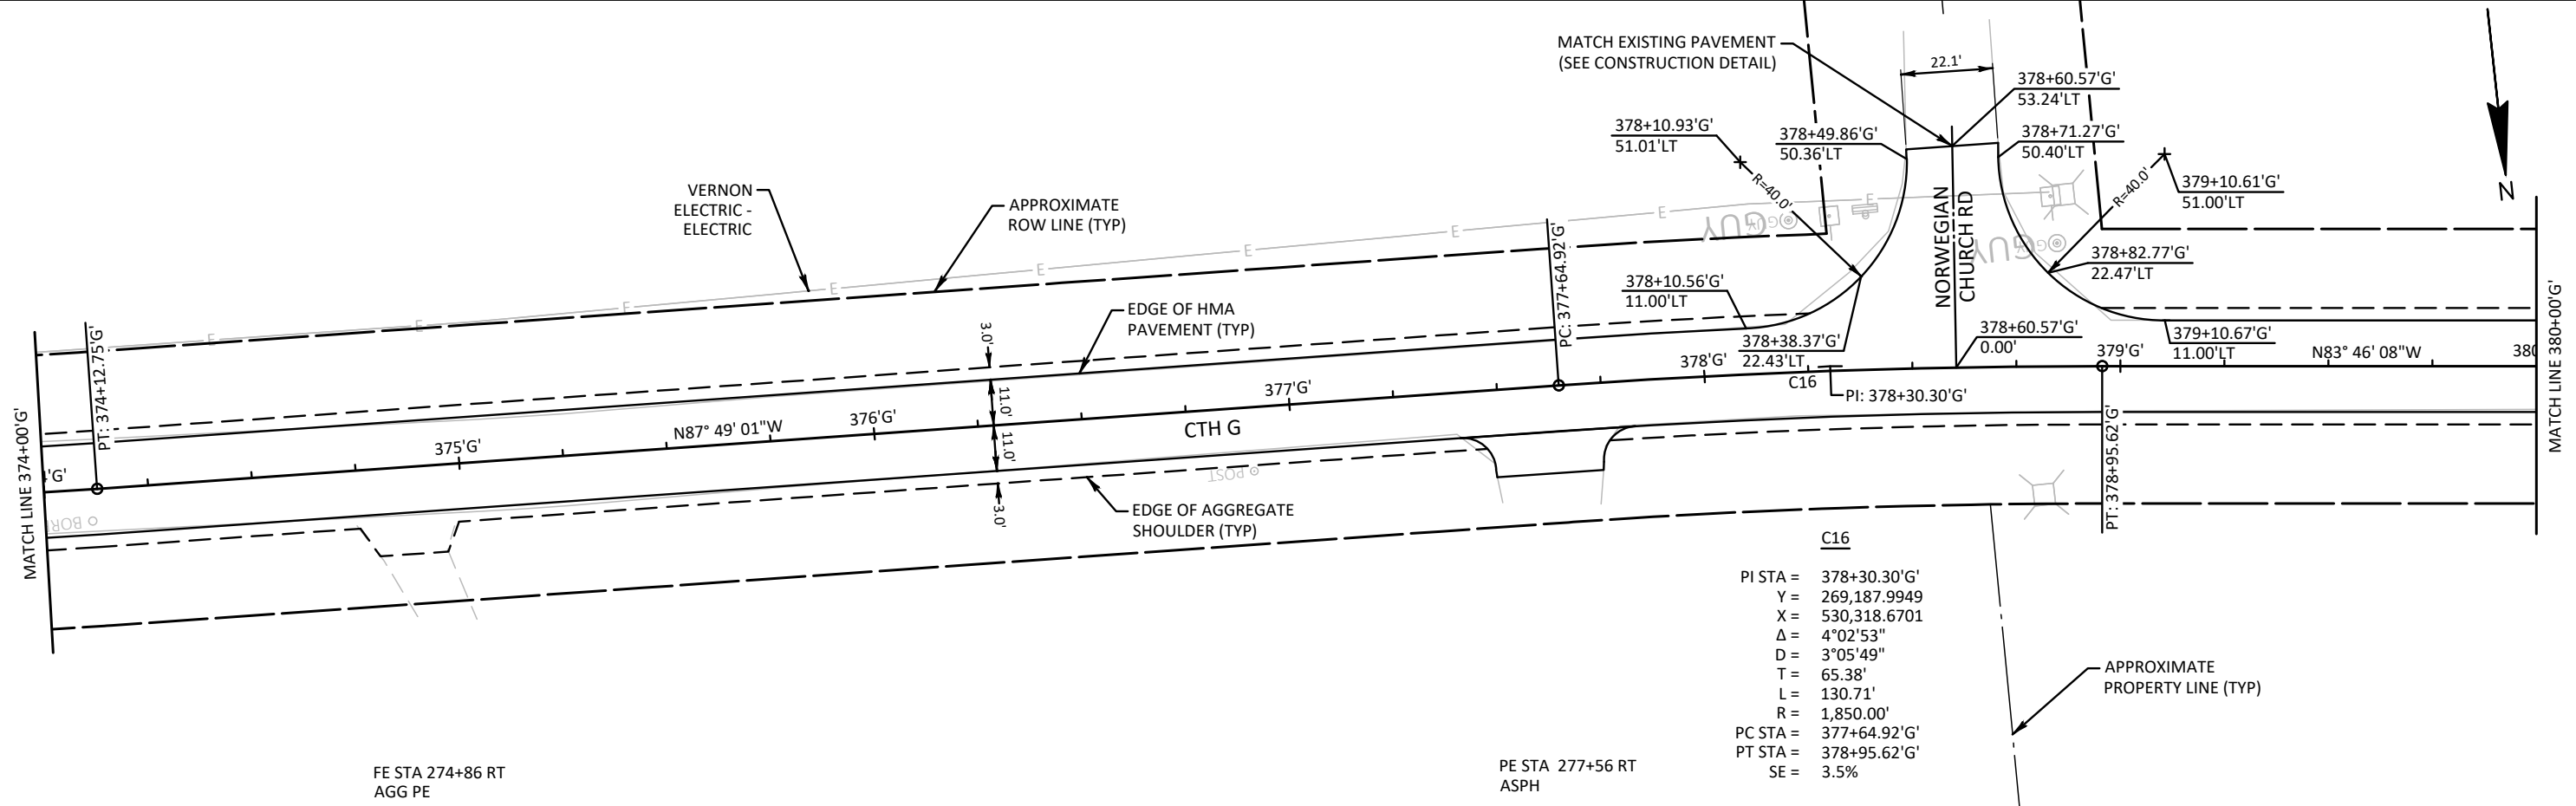 MATCH EXISTING PAVEMENT
(SEE CONSTRUCTION DETAIL)
22.1'
378+60.57'G'
53.24'LT
378+10.93'G'
51.01'LT
378+49.86'G'
50.36'LT
378+71.27'G'
50.40'LT
R=40.0'
R=40.0'
379+10.61'G'
51.00'LT
N
VERNON
ELECTRIC -
ELECTRIC
APPROXIMATE
ROW LINE (TYP)
E
E
E
E
E
E
E
E
E
GUY
GUY
GUY
GUY
NORWEGIAN
CHURCH RD
378+82.77'G'
22.47'LT
378+10.56'G'
11.00'LT
PC: 377+64.92'G'
EDGE OF HMA
PAVEMENT (TYP)
3.0'
11.0'
11.0'
3.0'
378+38.37'G'
22.43'LT
378+60.57'G'
0.00'
379+10.67'G'
11.00'LT
MATCH LINE 374+00'G'
PT: 374+12.75'G'
'G'
375'G'
N87° 49' 01"W
376'G'
CTH G
377'G'
378'G'
C16
PI: 378+30.30'G'
379'G'
N83° 46' 08"W
380
MATCH LINE 380+00'G'
PT: 378+95.62'G'
POST
EDGE OF AGGREGATE
SHOULDER (TYP)
C16
PI STA = 378+30.30'G'
Y = 269,187.9949
X = 530,318.6701
Δ = 4°02'53"
D = 3°05'49"
T = 65.38'
L = 130.71'
R = 1,850.00'
PC STA = 377+64.92'G'
PT STA = 378+95.62'G'
SE = 3.5%
APPROXIMATE
PROPERTY LINE (TYP)
FE STA 274+86 RT
AGG PE
PE STA 277+56 RT
ASPH